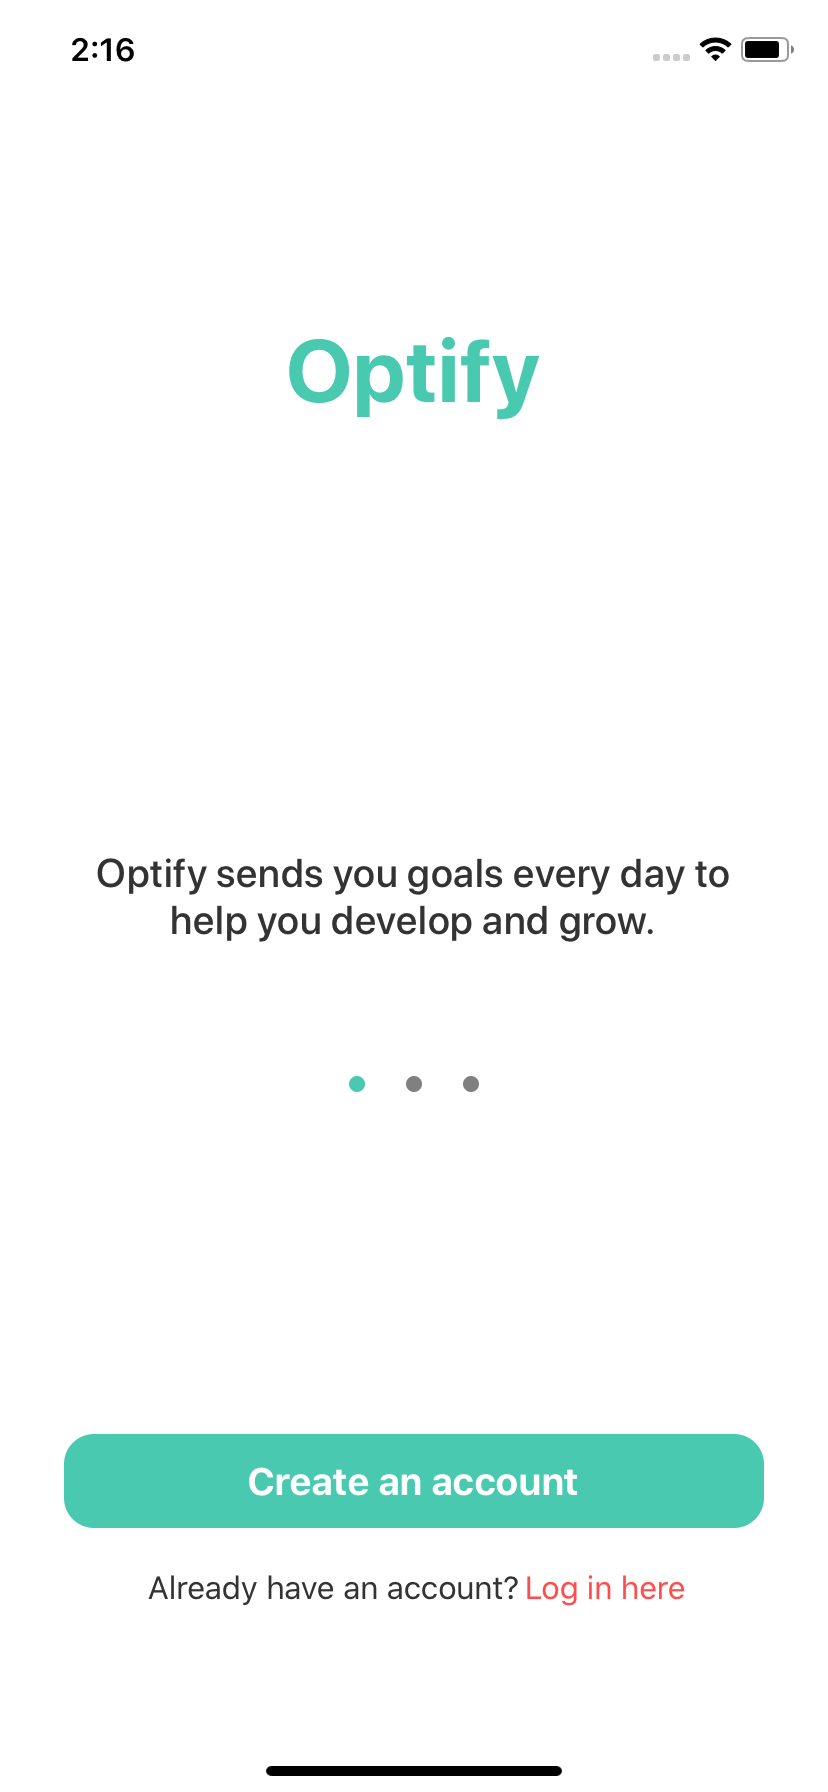 2:16
Optify
Optify sends you goals every day to
help you develop and grow.
Create an account
Already have an account? Log in here